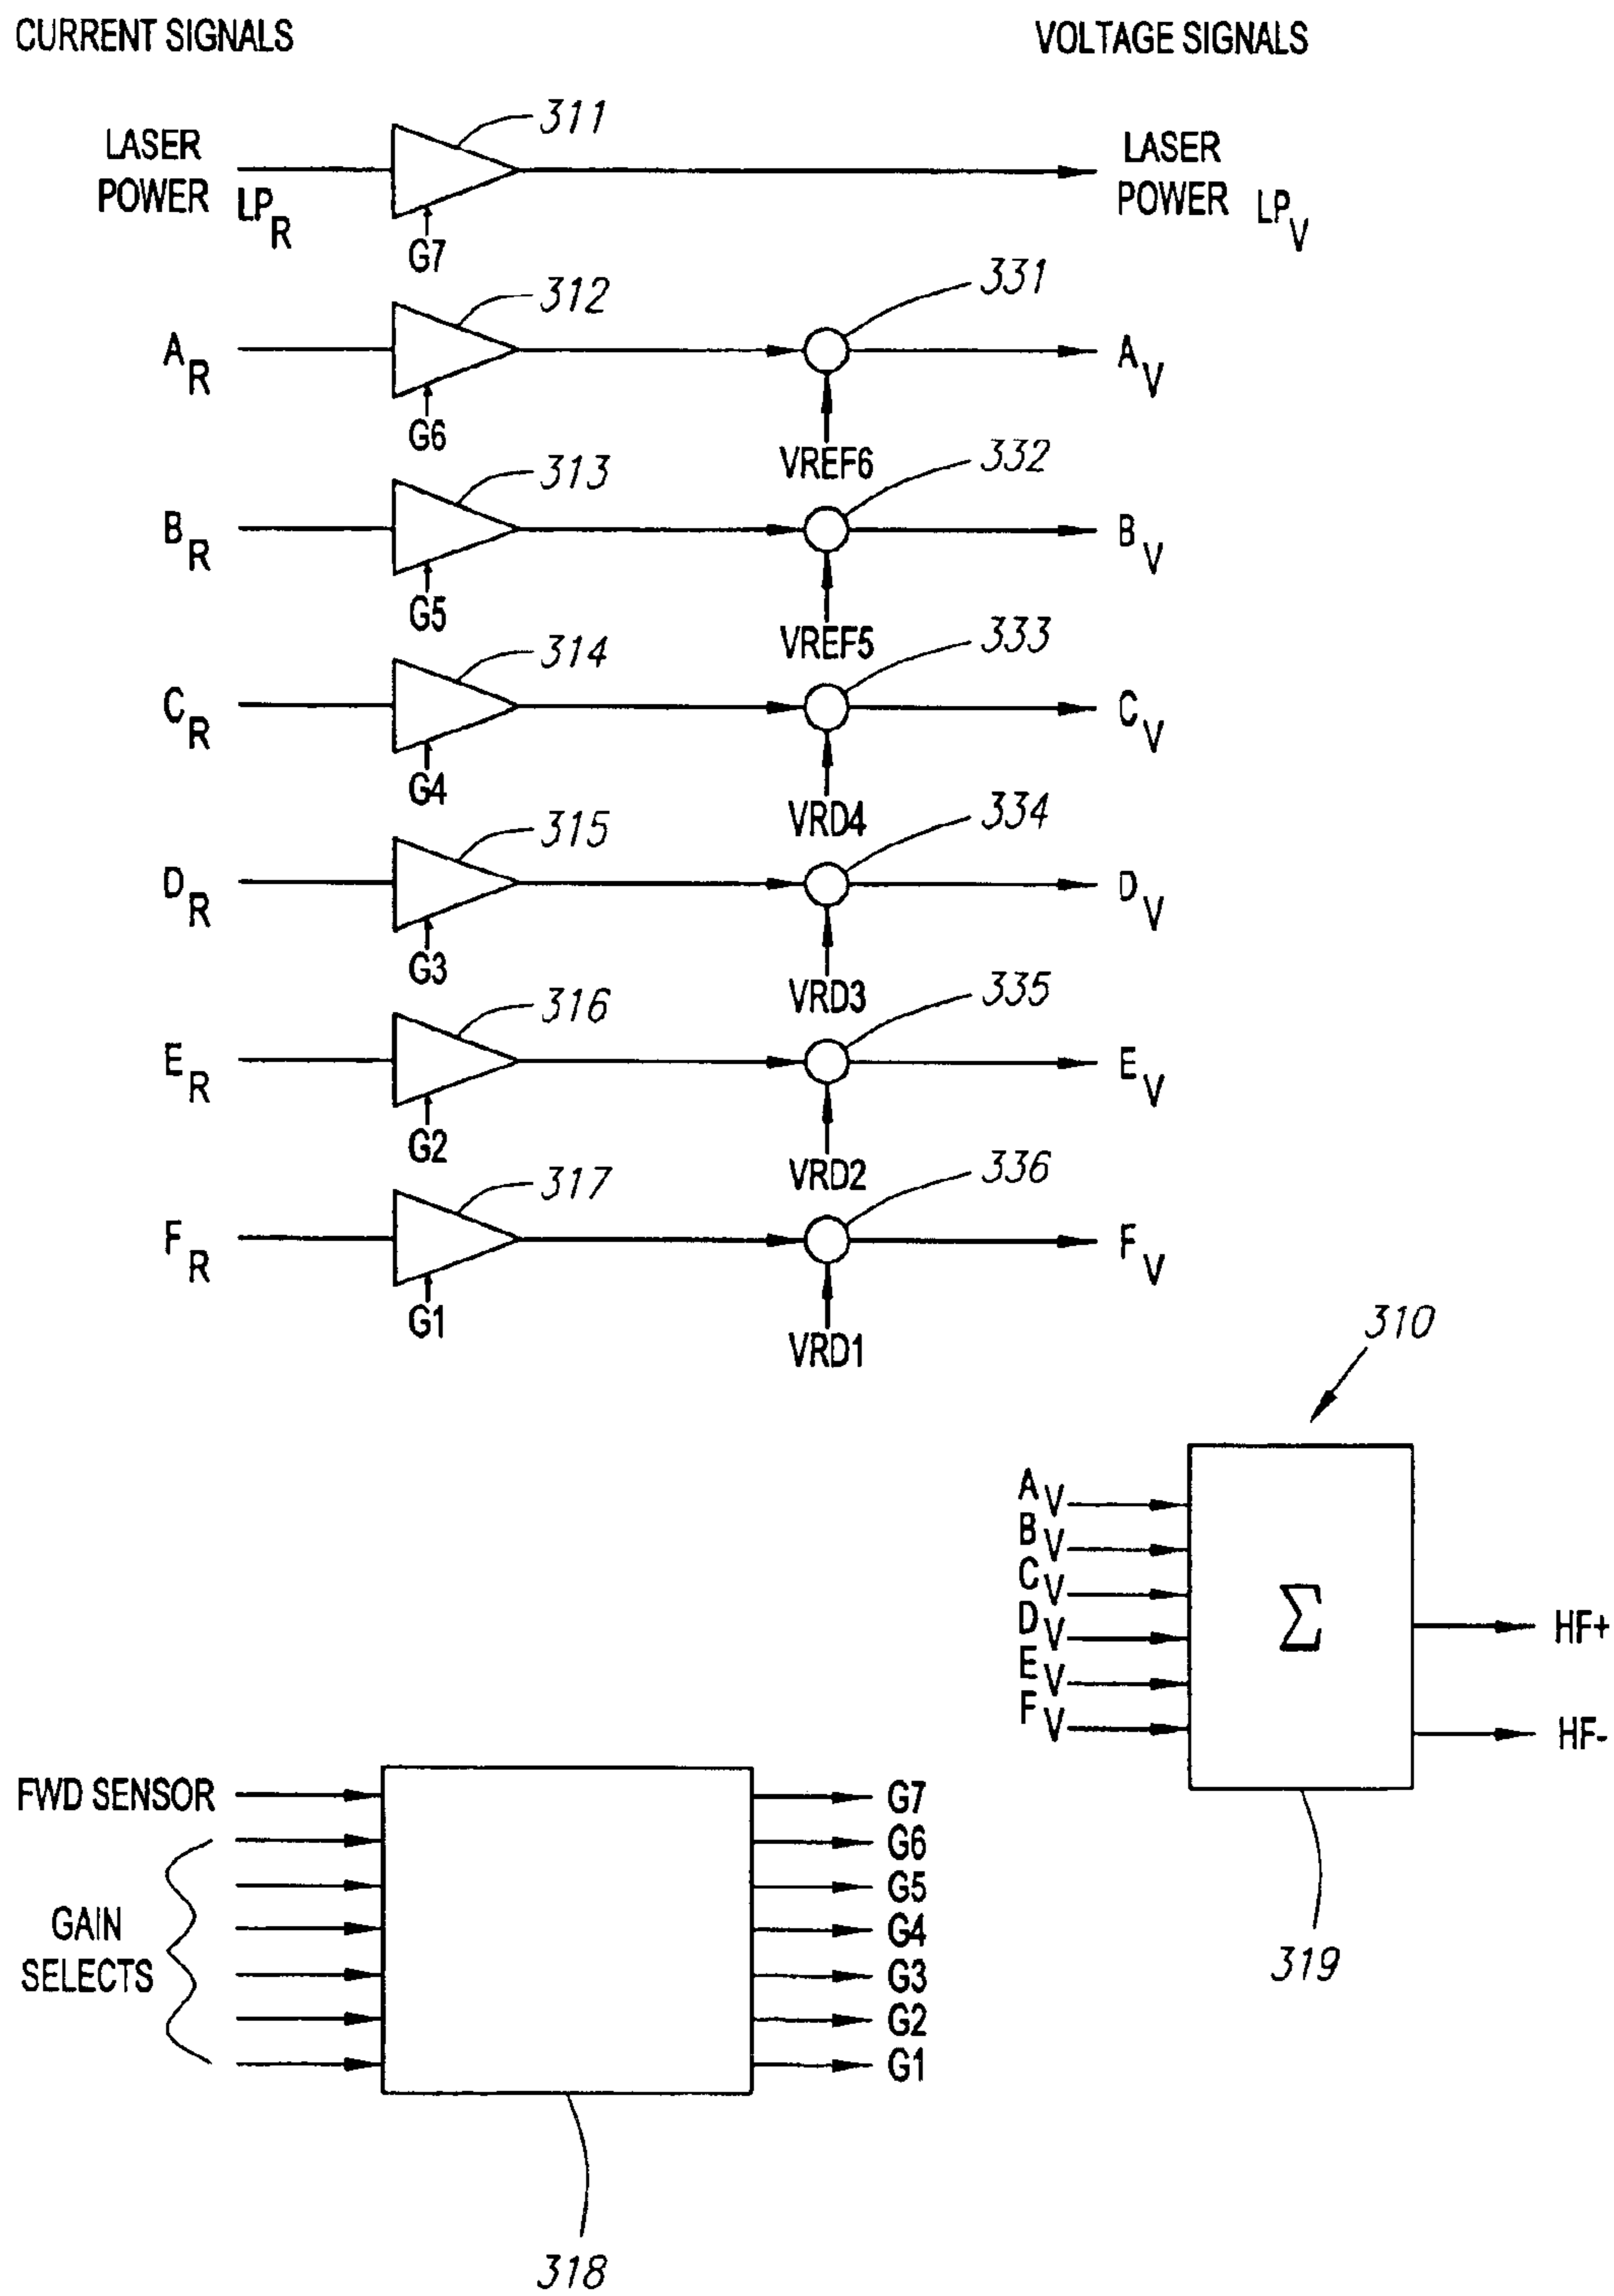 CURRENT SIGNALS
VOLTAGE SIGNALS
LASER POWER LP R
311
G7
LASER POWER LP V
A R
312
G6
331
VREF6
A V
B R
313
G5
332
VREF5
B V
C R
314
G4
333
VRD4
C V
D R
315
G3
334
VRD3
D V
E R
316
G2
335
VRD2
E V
F R
317
G1
336
VRD1
F V
310
A V
B V
C V
D V
E V
F V
Σ
HF+
HF-
319
FWD SENSOR
GAIN
SELECTS
G7
G6
G5
G4
G3
G2
G1
318